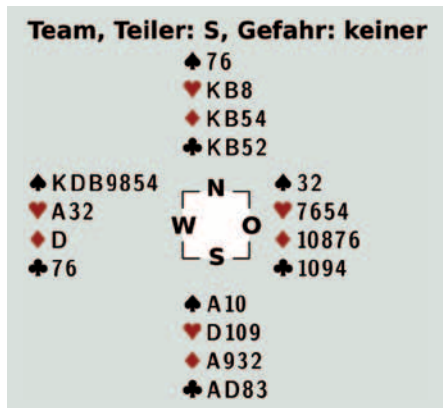 Team, Teiler: S, Gefahr: keiner
♠ 76
♥ KB8
♦ KB54
♣ KB52
♠ KDB9854
♥ A32
♦ D
♣ 76
N
W O
S
♠ 32
♥ 7654
♦ 10876
♣ 1094
♠ A10
♥ D109
♦ A932
♣ AD83